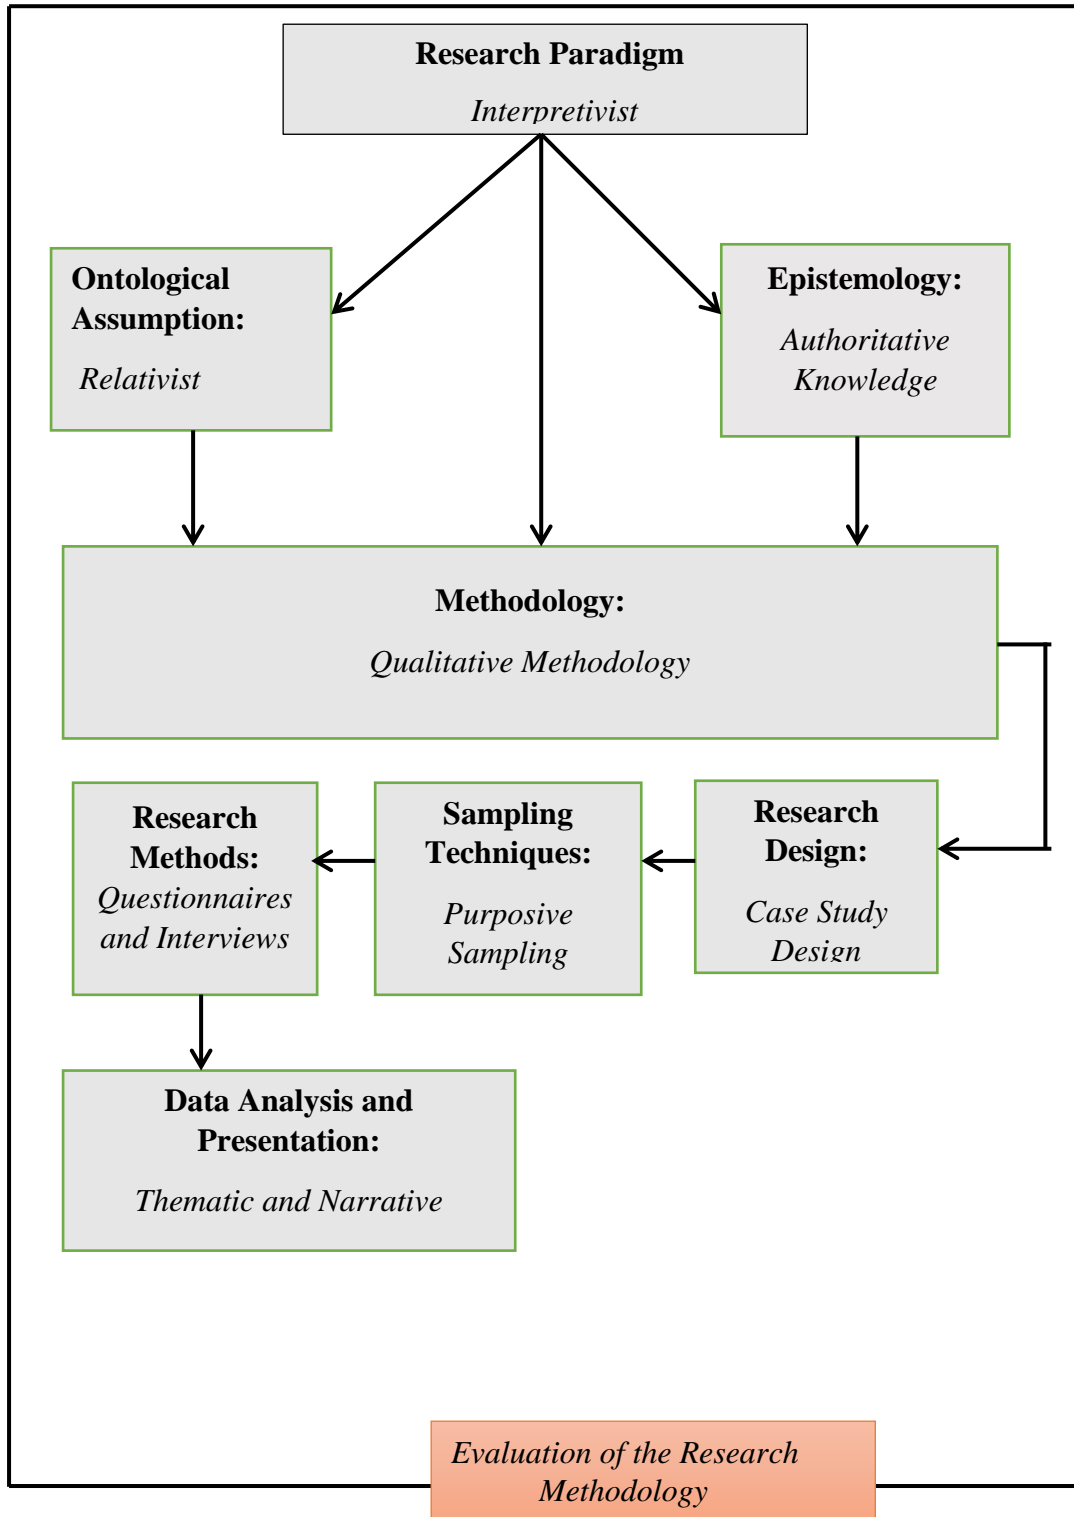 Research Paradigm
Interpretivist
Ontological
Assumption:
Relativist
Epistemology:
Authoritative
Knowledge
Methodology:
Qualitative Methodology
Research
Methods:
Questionnaires
and Interviews
Sampling
Techniques:
Purposive
Sampling
Research
Design:
Case Study
Design
Data Analysis and
Presentation:
Thematic and Narrative
Evaluation of the Research
Methodology